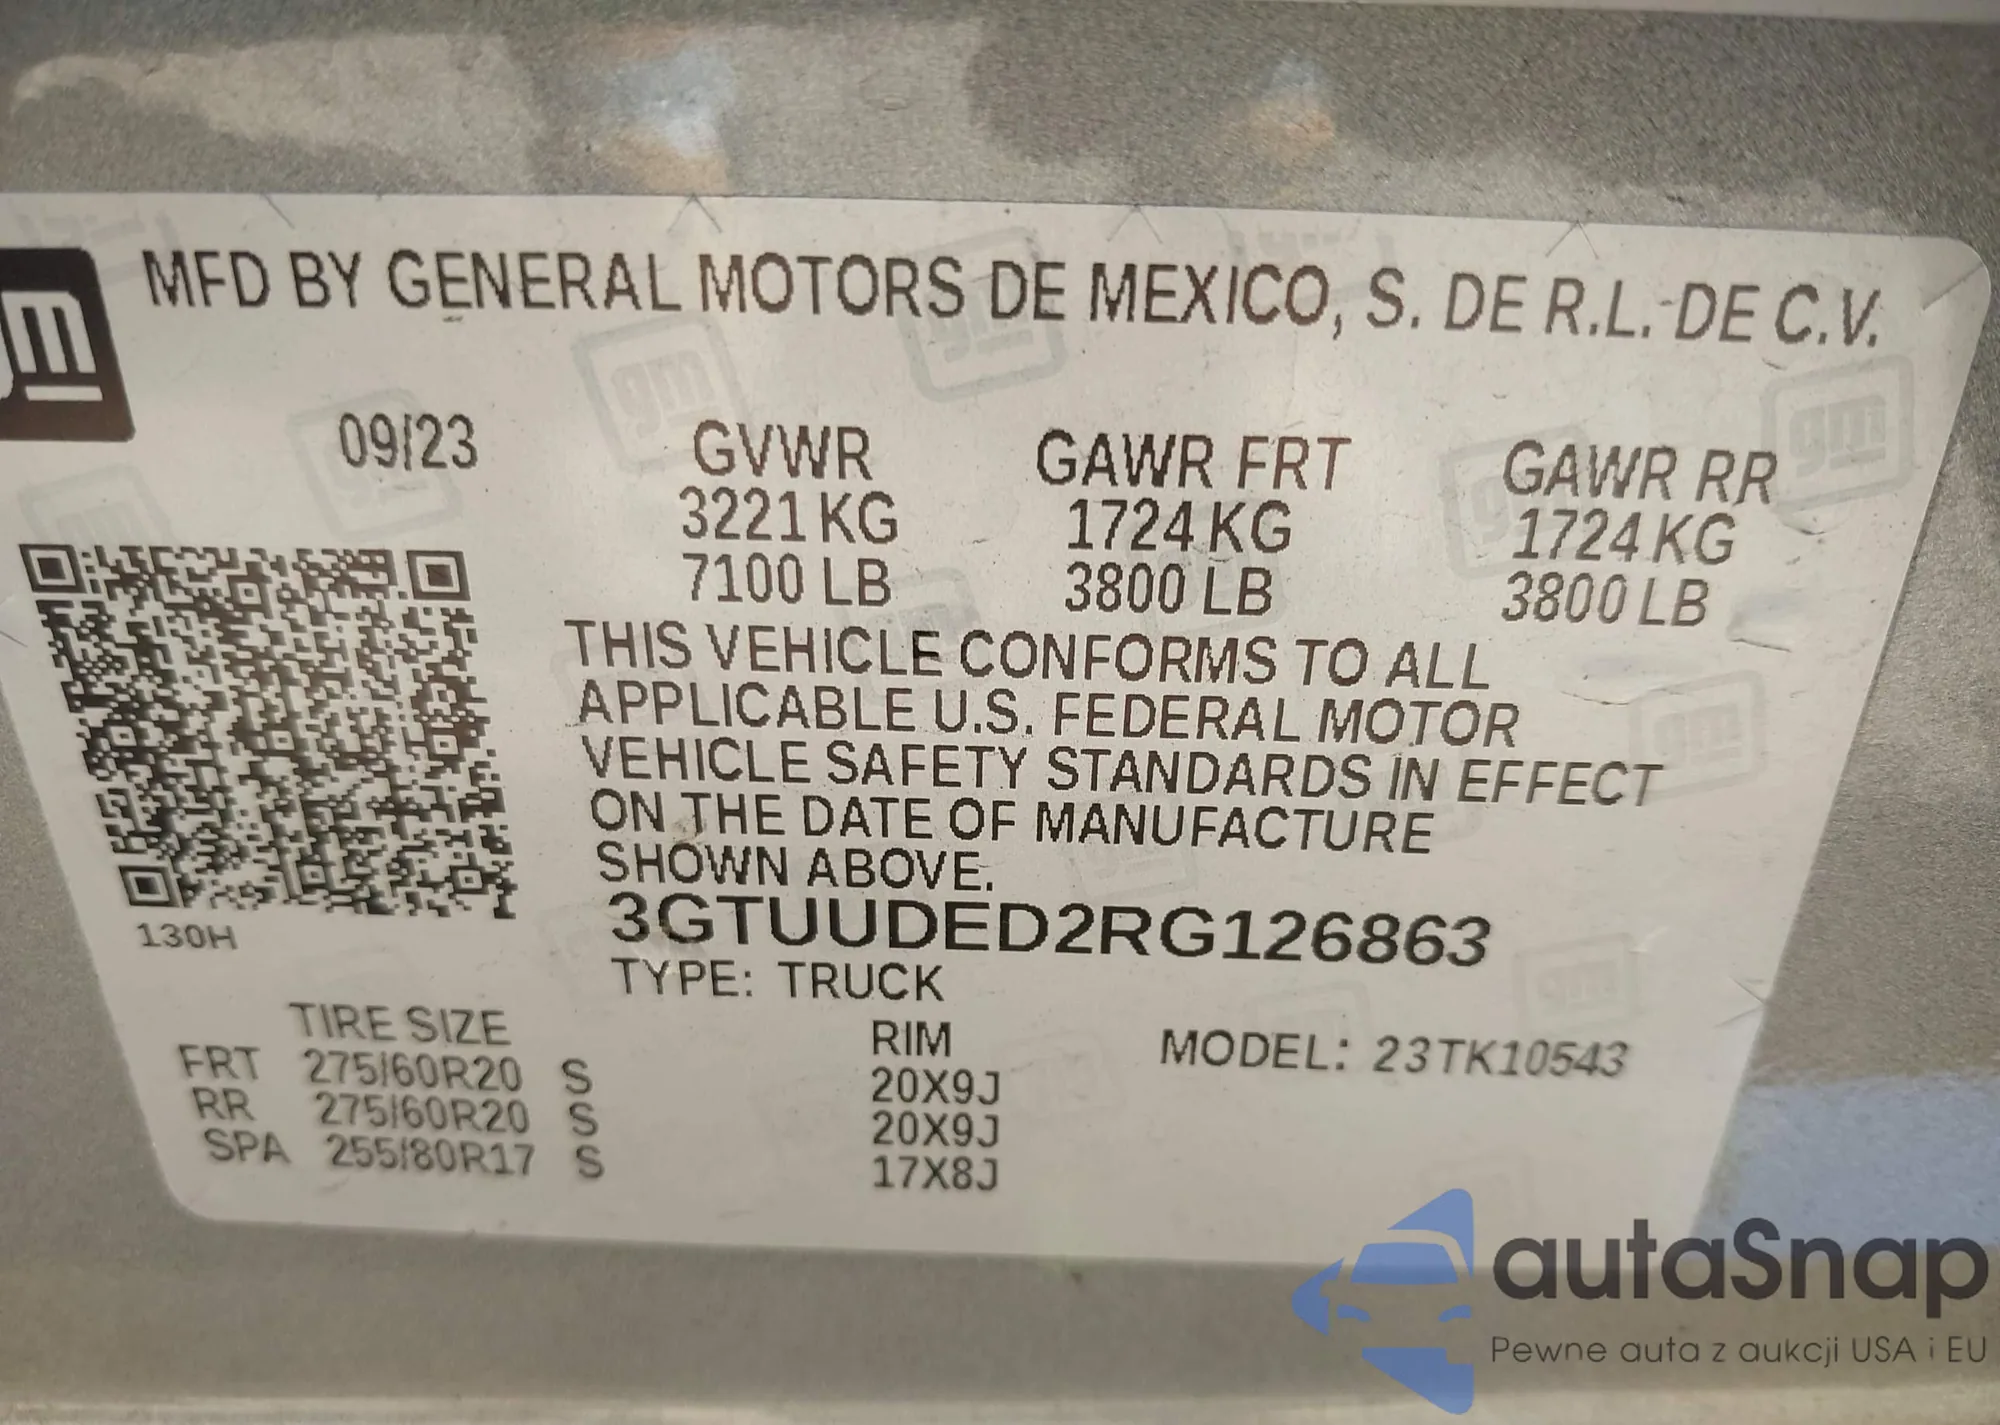 MFD BY GENERAL MOTORS DE MEXICO, S. DE R.L. DE C.V.
gm
09/23
GVWR GAWR FRT GAWR RR
3221 KG 1724 KG 1724 KG
7100 LB 3800 LB 3800 LB
THIS VEHICLE CONFORMS TO ALL
APPLICABLE U.S. FEDERAL MOTOR
VEHICLE SAFETY STANDARDS IN EFFECT
ON THE DATE OF MANUFACTURE
SHOWN ABOVE.
3GTUUDED2RG126863
130H
TYPE: TRUCK
TIRE SIZE RIM MODEL: 23TK10543
FRT 275/60R20 S 20X9J
RR 275/60R20 S 20X9J
SPA 255/80R17 S 17X8J
autaSnap
Pewne auta z aukcji USA i EU